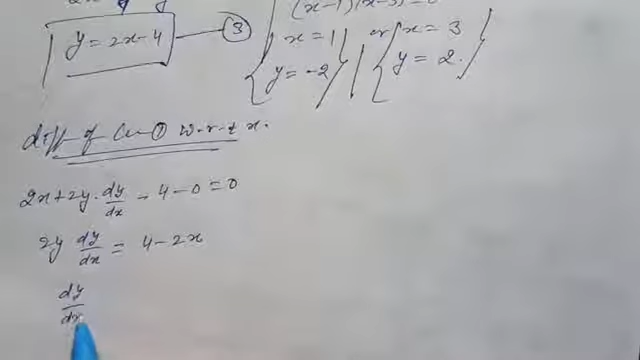 y = 2x-4 — ③
(x-1)(x-3) = 0
x = 1 or x = 3
y = -2 y = 2.
diff of Cu ① w.r.t x.
2x+2y.dy/dx - 4-0 = 0
2y dy/dx = 4-2x
dy/dx